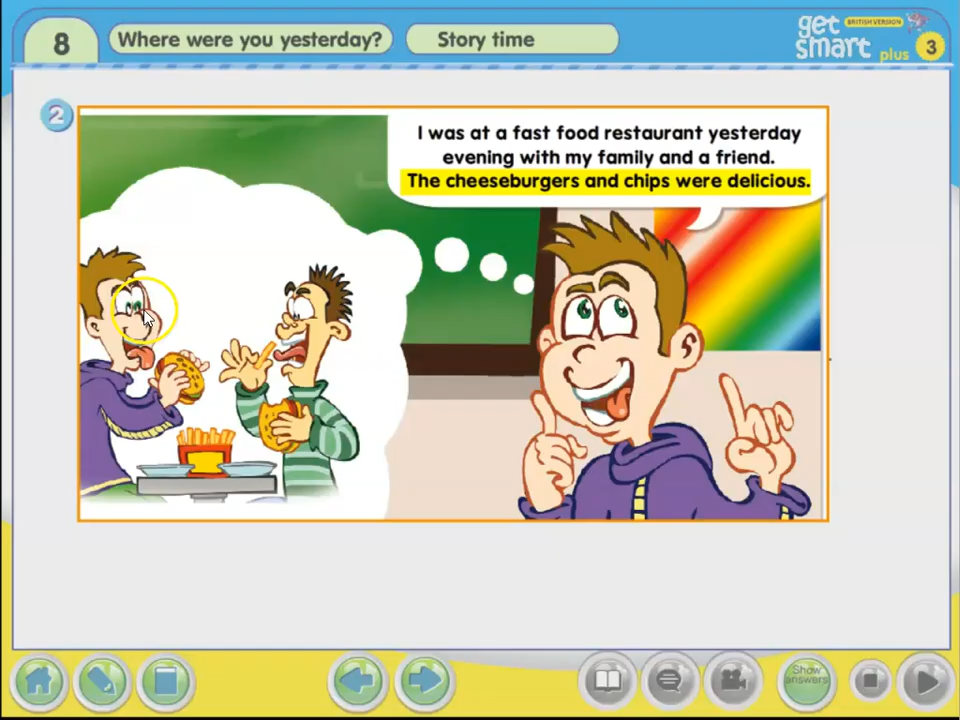 8
Where were you yesterday?
Story time
get
smart
BRITISH VERSION
plus
3
2
I was at a fast food restaurant yesterday
evening with my family and a friend.
The cheeseburgers and chips were delicious.
Show
answers